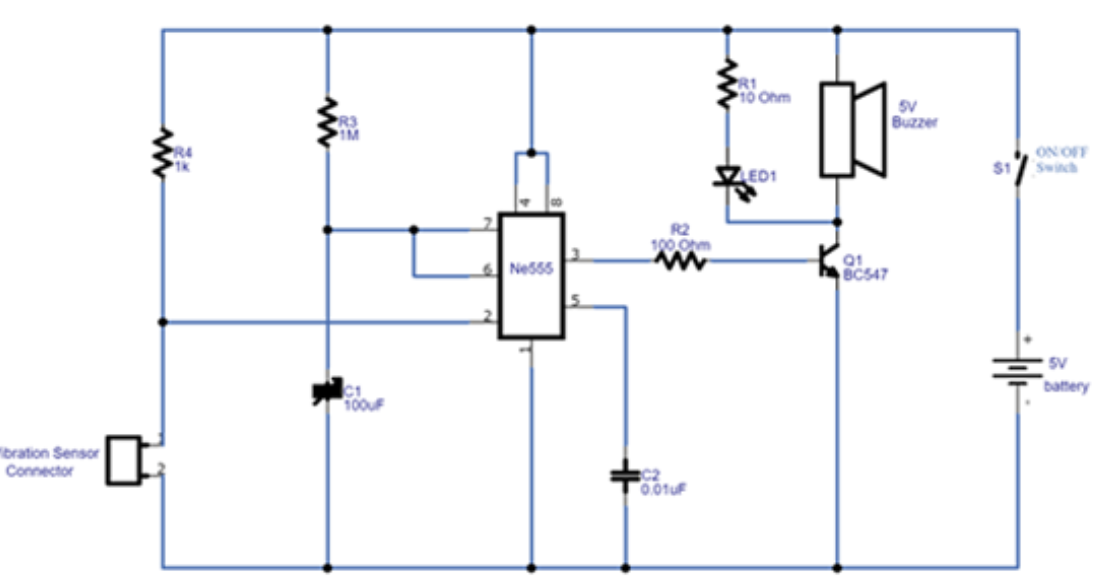 R4
1k
R3
1M
R1
10 Ohm
LED1
5V
Buzzer
S1
ON/OFF
Switch
4
8
7
6
2
Ne555
3
5
1
R2
100 Ohm
Q1
BC547
+
5V
battery
-
C1
100uF
C2
0.01uF
1
2
Sensor
Connector